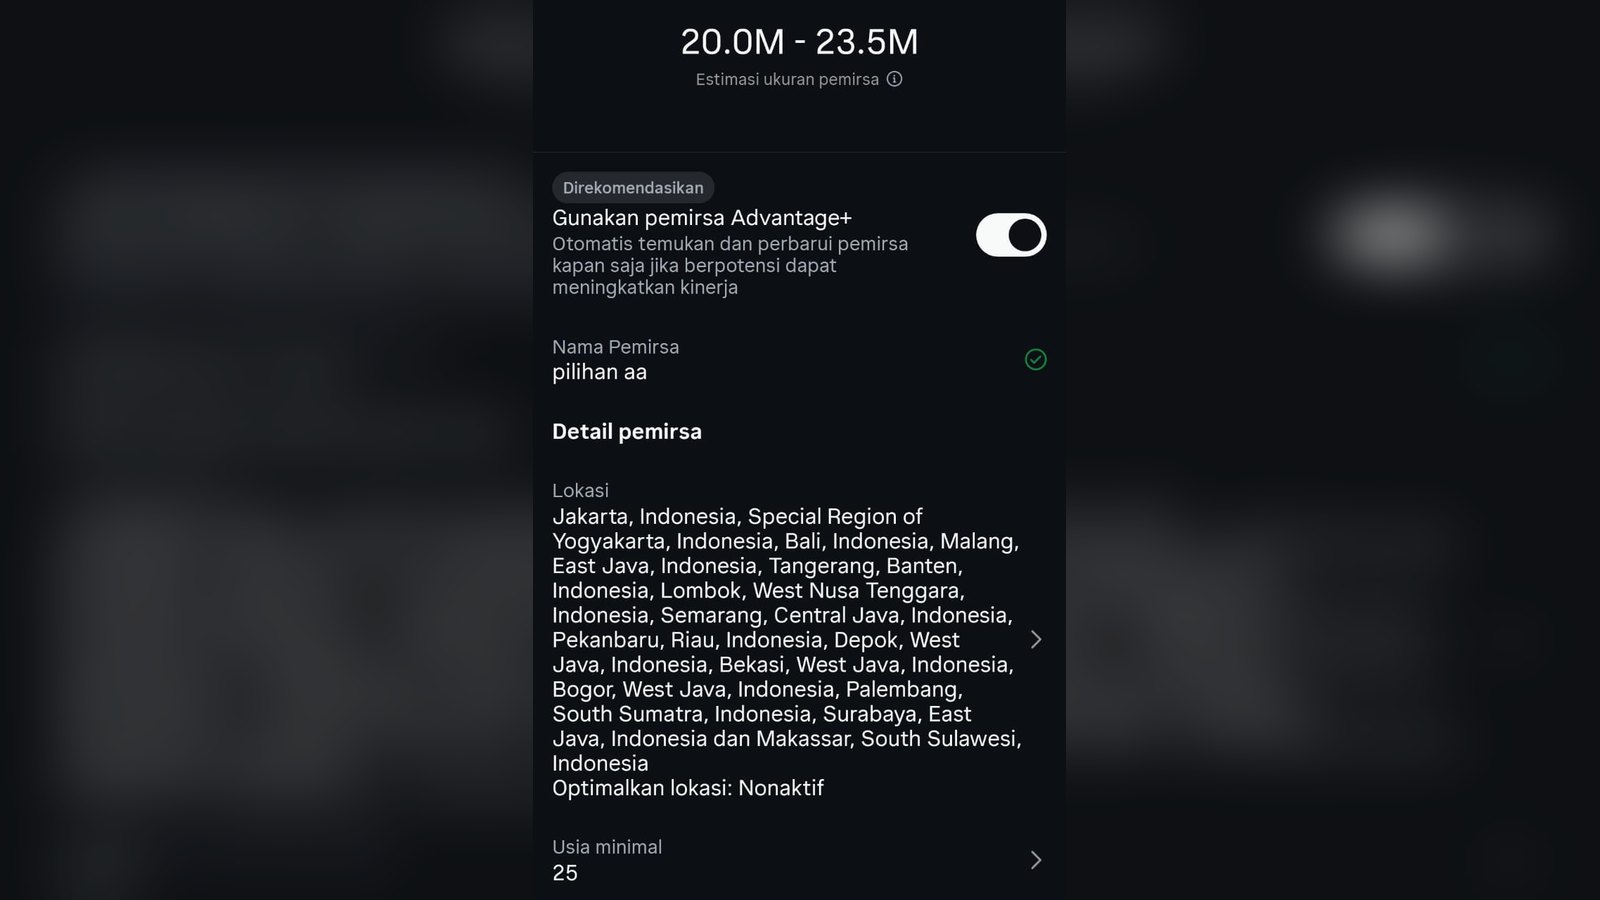 20.0M - 23.5M
Estimasi ukuran pemirsa
Direkomendasikan
Gunakan pemirsa Advantage+
Otomatis temukan dan perbarui pemirsa
kapan saja jika berpotensi dapat
meningkatkan kinerja
Nama Pemirsa
pilihan aa
Detail pemirsa
Lokasi
Jakarta, Indonesia, Special Region of
Yogyakarta, Indonesia, Bali, Indonesia, Malang,
East Java, Indonesia, Tangerang, Banten,
Indonesia, Lombok, West Nusa Tenggara,
Indonesia, Semarang, Central Java, Indonesia,
Pekanbaru, Riau, Indonesia, Depok, West
Java, Indonesia, Bekasi, West Java, Indonesia,
Bogor, West Java, Indonesia, Palembang,
South Sumatra, Indonesia, Surabaya, East
Java, Indonesia dan Makassar, South Sulawesi,
Indonesia
Optimalkan lokasi: Nonaktif
Usia minimal
25